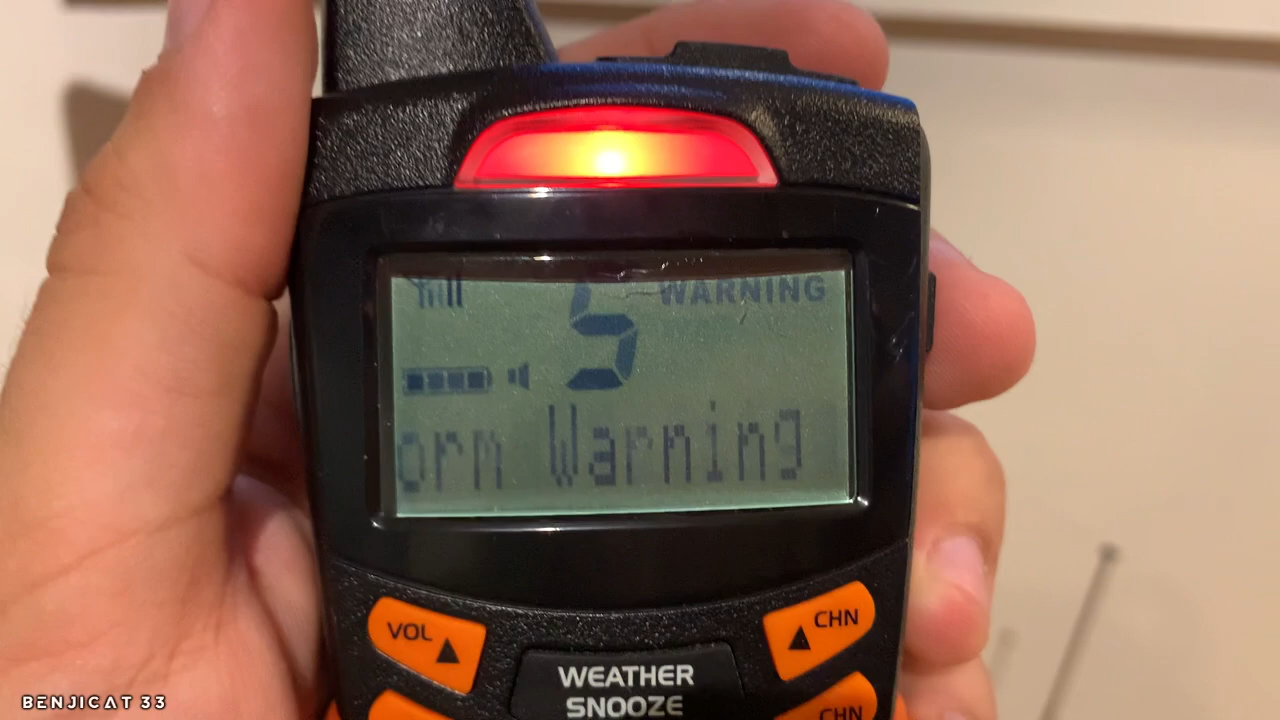 WARNING
5
orm Warning
VOL
CHN
WEATHER
SNOOZE
CHN
BENJICAT 33